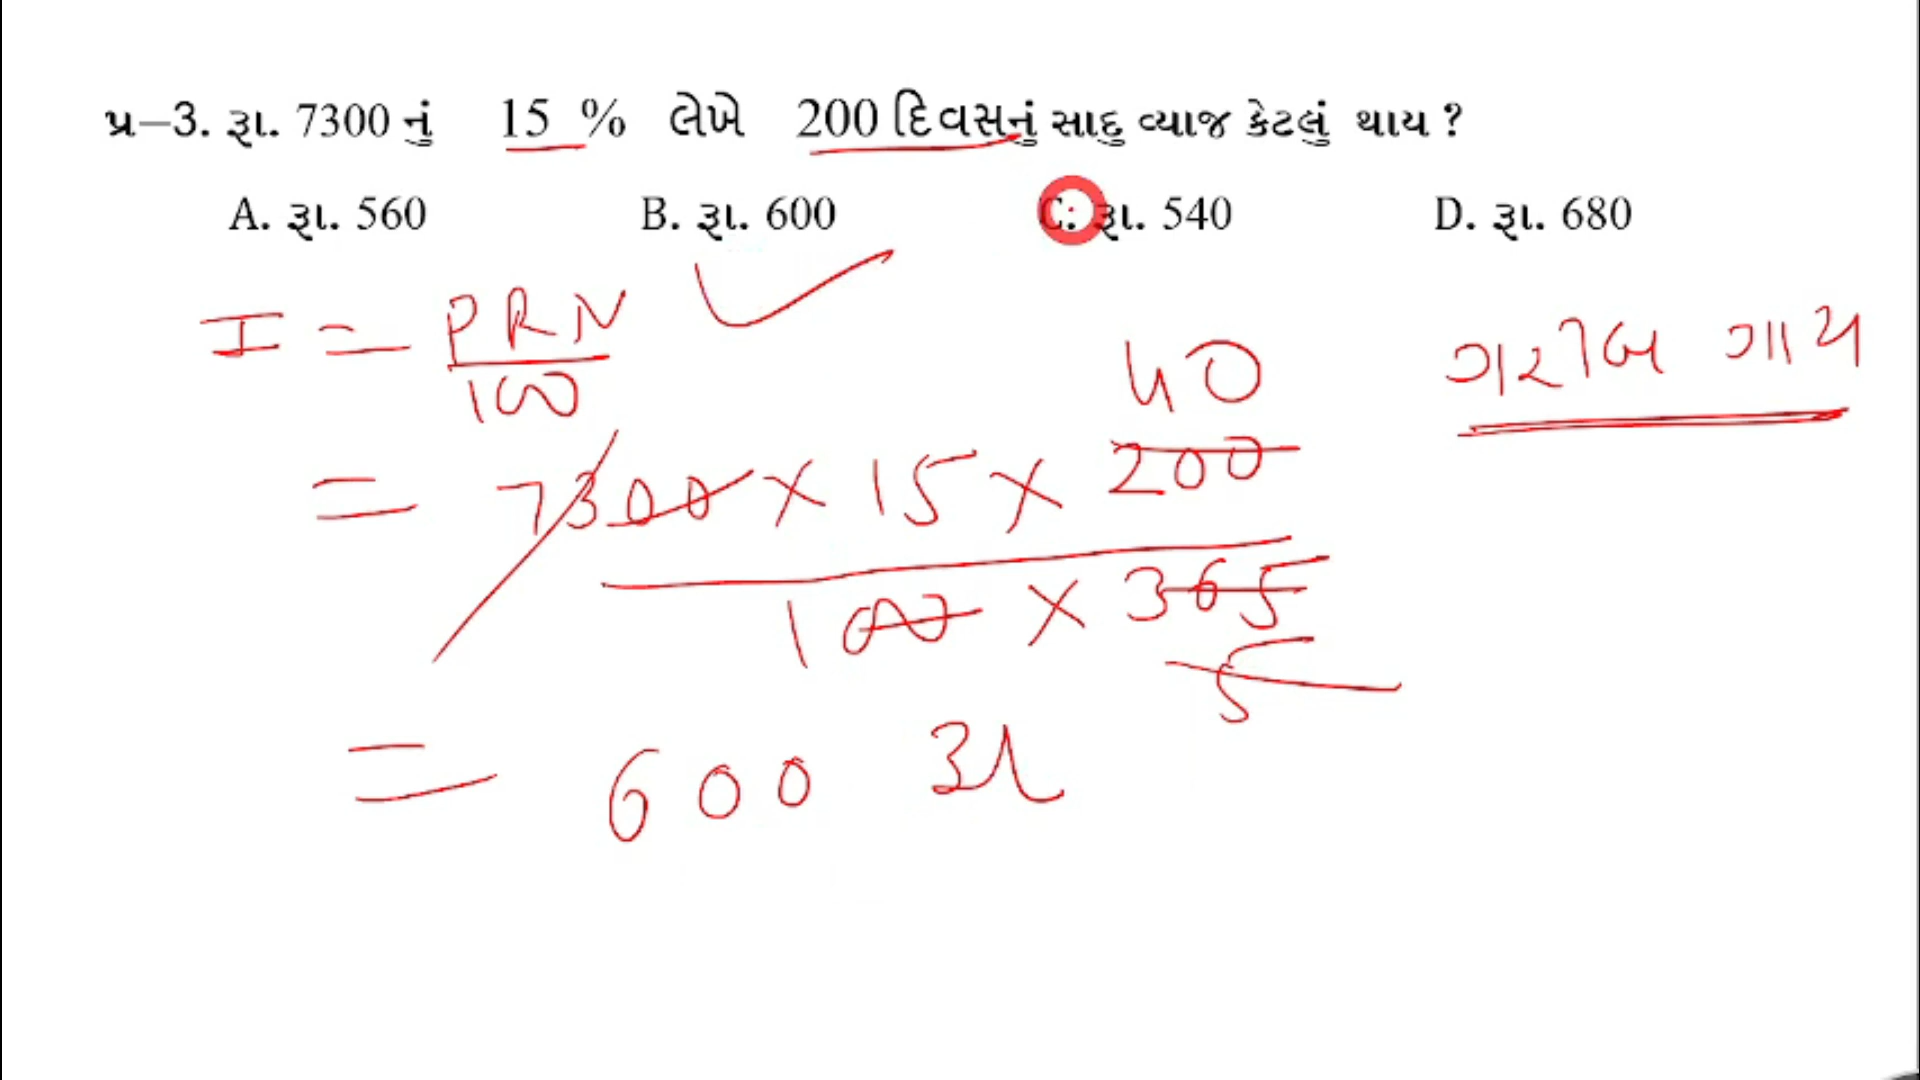 પ્ર–3. રૂા. 7300 નું 15 % લેખે 200 દિવસનું સાદુ વ્યાજ કેટલું થાય ?
A. રૂા. 560 B. રૂા. 600 C. રૂા. 540 D. રૂા. 680
I = PRN
100
ગરીબ ગાય
40
= 7300 × 15 × 200
100 × 365
5
= 600 રૂા